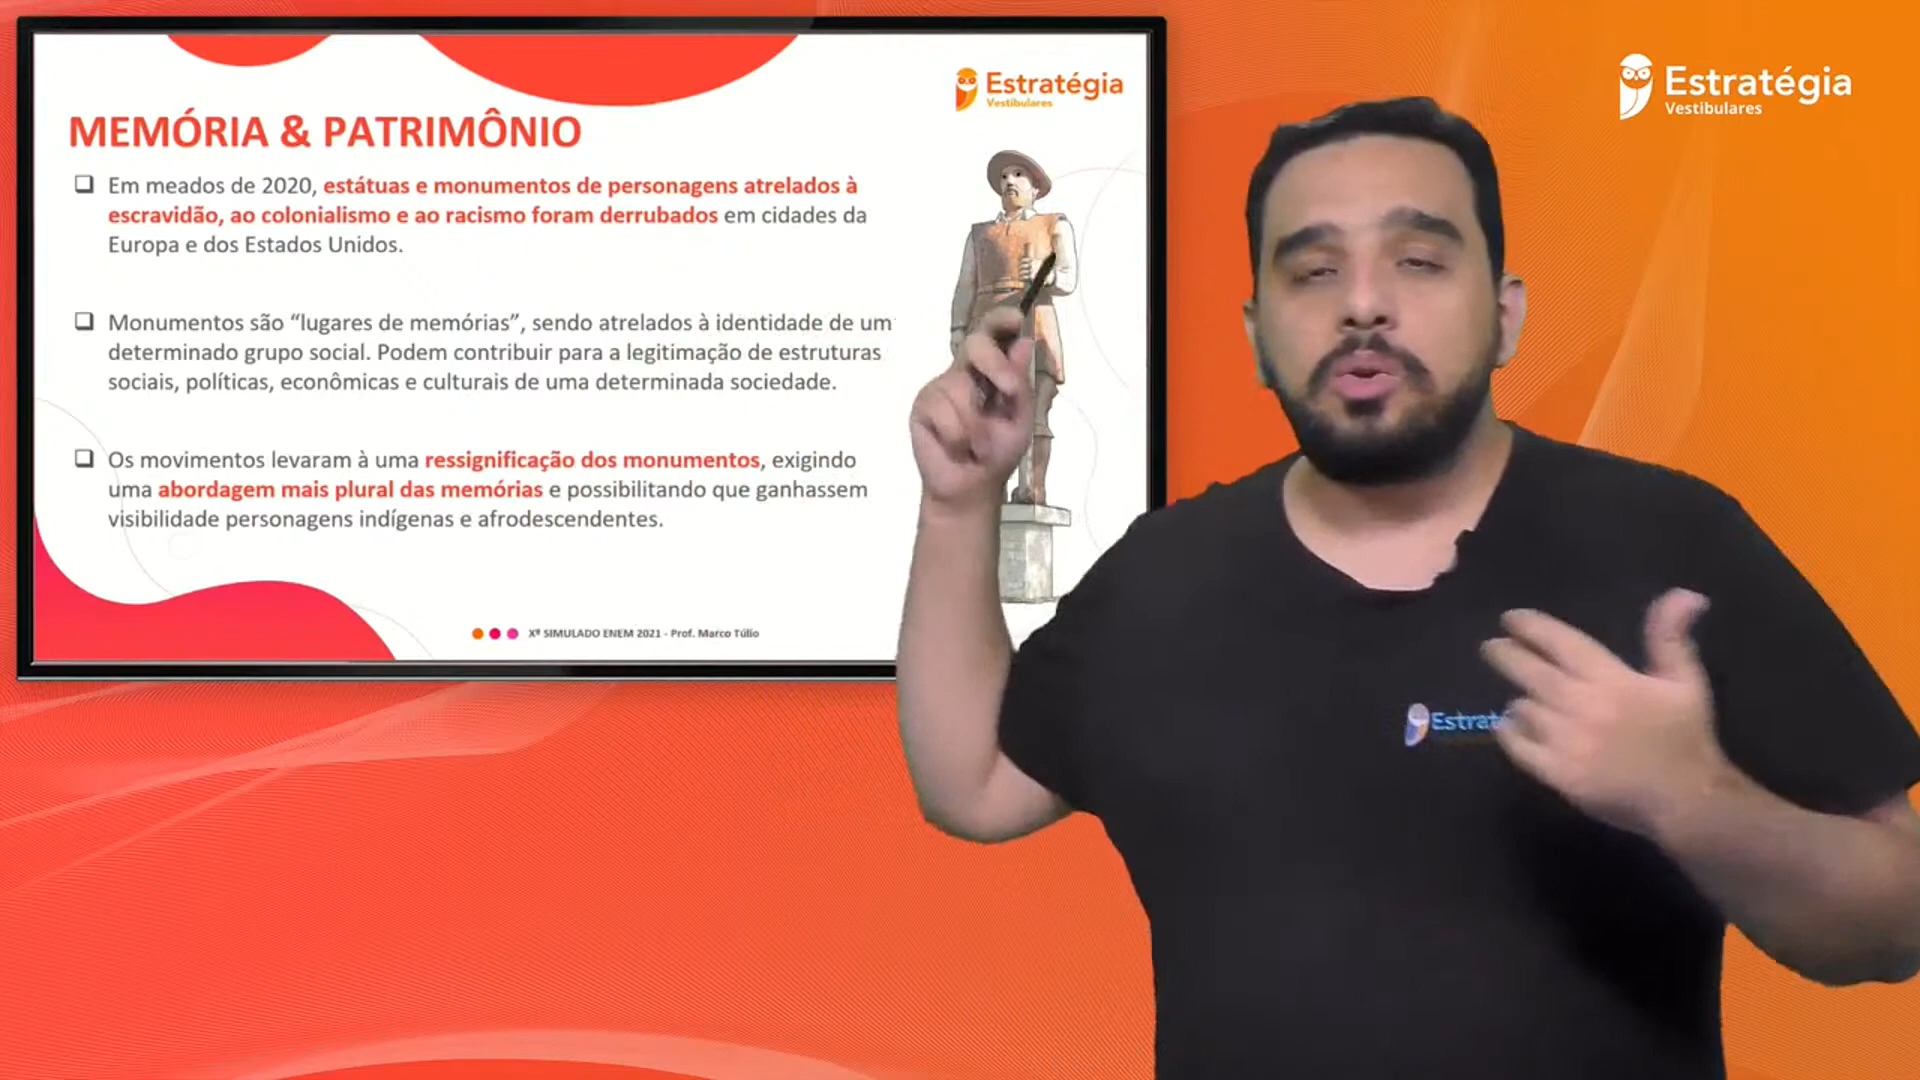 Estratégia
Vestibulares
MEMÓRIA & PATRIMÔNIO
Em meados de 2020, estátuas e monumentos de personagens atrelados à
escravidão, ao colonialismo e ao racismo foram derrubados em cidades da
Europa e dos Estados Unidos.
Monumentos são “lugares de memórias”, sendo atrelados à identidade de um
determinado grupo social. Podem contribuir para a legitimação de estruturas
sociais, políticas, econômicas e culturais de uma determinada sociedade.
Os movimentos levaram à uma ressignificação dos monumentos, exigindo
uma abordagem mais plural das memórias e possibilitando que ganhassem
visibilidade personagens indígenas e afrodescendentes.
Xº SIMULADO ENEM 2021 - Prof. Marco Túlio
Estratégia
Vestibulares